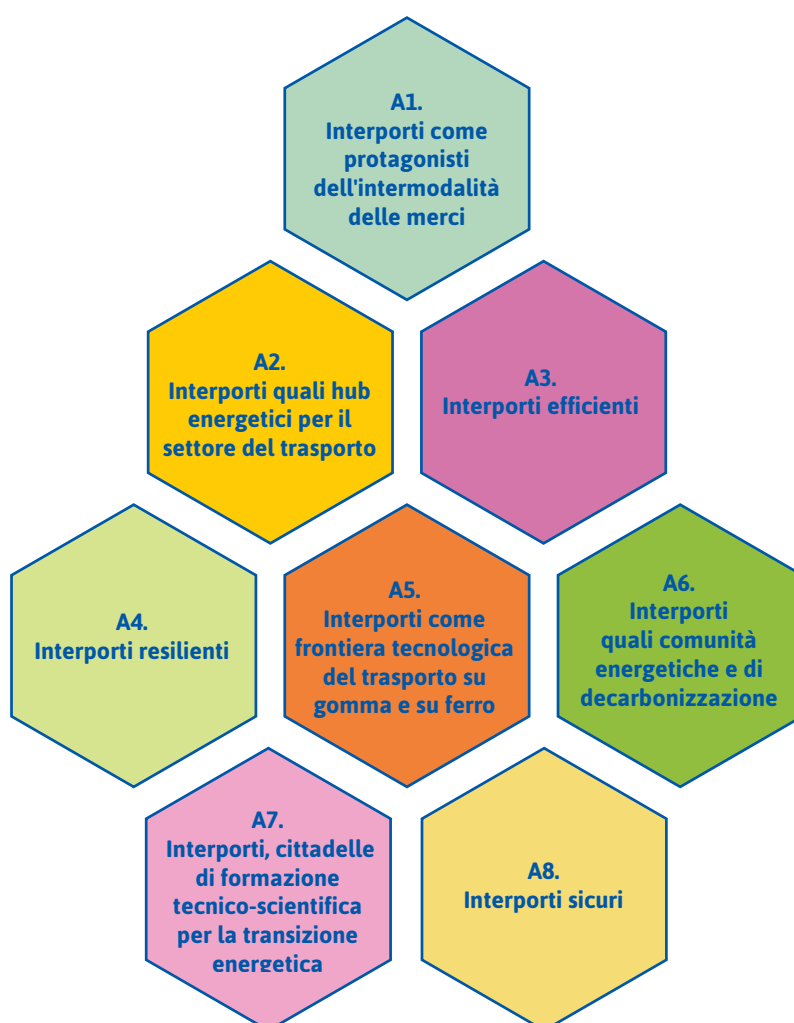 A1.
Interporti come
protagonisti
dell'intermodalità
delle merci
A2.
Interporti quali hub
energetici per il
settore del trasporto
A3.
Interporti efficienti
A4.
Interporti resilienti
A5.
Interporti come
frontiera tecnologica
del trasporto su
gomma e su ferro
A6.
Interporti
quali comunità
energetiche e di
decarbonizzazione
A7.
Interporti, cittadelle
di formazione
tecnico-scientifica
per la transizione
energetica
A8.
Interporti sicuri